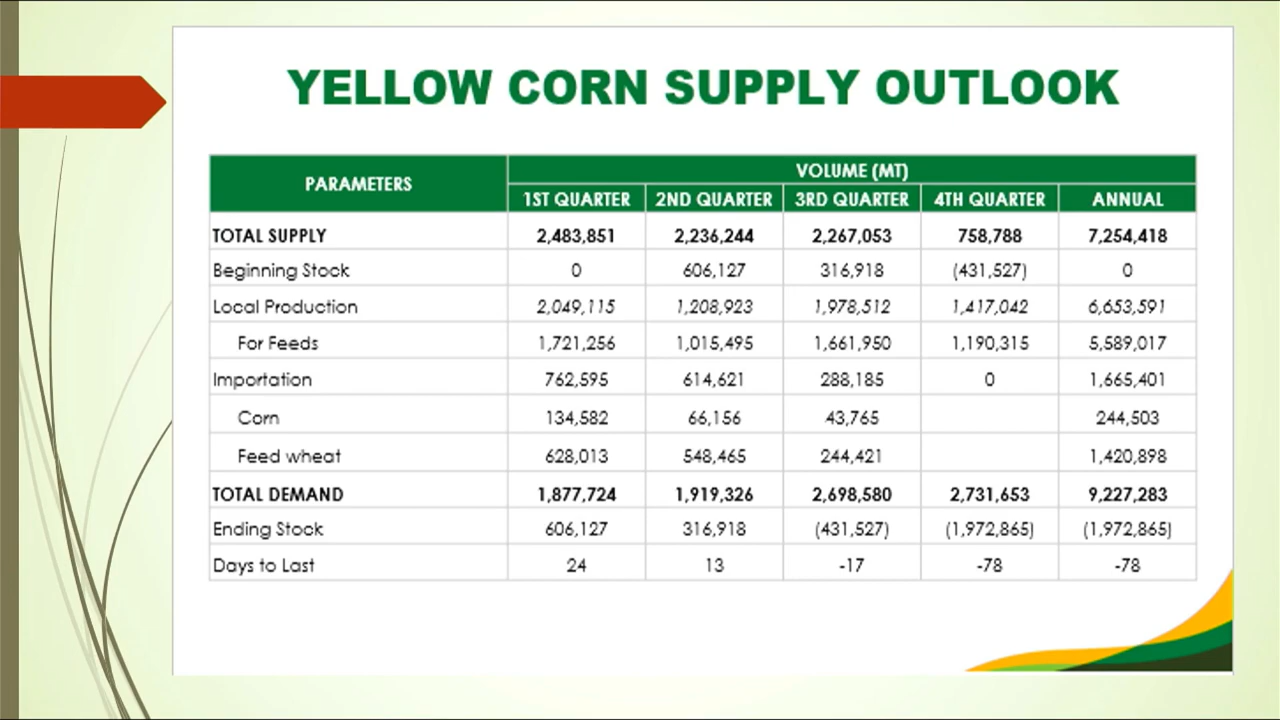 YELLOW CORN SUPPLY OUTLOOK
PARAMETERS VOLUME (MT)
1ST QUARTER 2ND QUARTER 3RD QUARTER 4TH QUARTER ANNUAL
TOTAL SUPPLY 2,483,851 2,236,244 2,267,053 758,788 7,254,418
Beginning Stock 0 606,127 316,918 (431,527) 0
Local Production 2,049,115 1,208,923 1,978,512 1,417,042 6,653,591
For Feeds 1,721,256 1,015,495 1,661,950 1,190,315 5,589,017
Importation 762,595 614,621 288,185 0 1,665,401
Corn 134,582 66,156 43,765 244,503
Feed wheat 628,013 548,465 244,421 1,420,898
TOTAL DEMAND 1,877,724 1,919,326 2,698,580 2,731,653 9,227,283
Ending Stock 606,127 316,918 (431,527) (1,972,865) (1,972,865)
Days to Last 24 13 -17 -78 -78